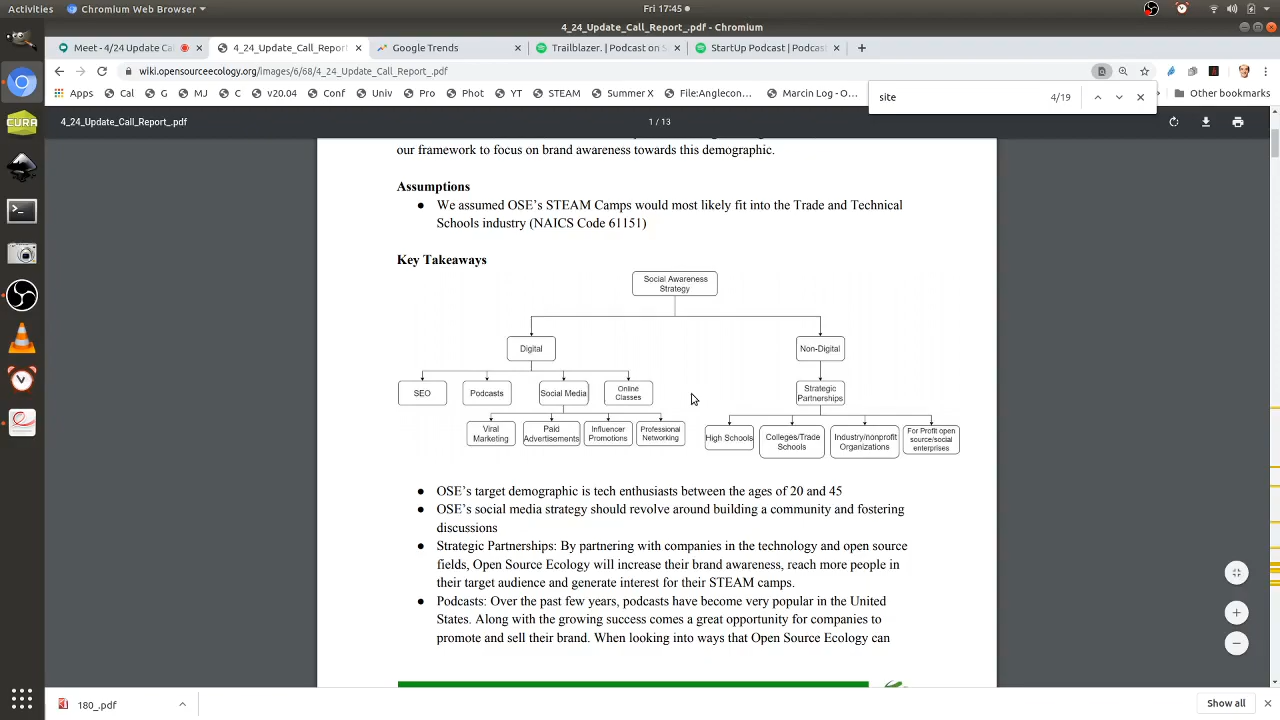 Activities
Chromium Web Browser
Fri 17:45
4_24_Update_Call_Report_.pdf - Chromium
Meet - 4/24 Update Cal
4_24_Update_Call_Report_.p
Google Trends
Trailblazer. | Podcast on S
StartUp Podcast | Podcas
wiki.opensourceecology.org/images/6/68/4_24_Update_Call_Report_.pdf
Apps
Cal
G
MJ
C
v20.04
Conf
Univ
Pro
Phot
YT
STEAM
Summer X
File:Anglecon...
Marcin Log - O...
Other bookmarks
site
4/19
4_24_Update_Call_Report_.pdf
1 / 13
CURA
our framework to focus on brand awareness towards this demographic.
Assumptions
● We assumed OSE's STEAM Camps would most likely fit into the Trade and Technical
Schools industry (NAICS Code 61151)
Key Takeaways
Social Awareness
Strategy
Digital
Non-Digital
SEO
Podcasts
Social Media
Online
Classes
Strategic
Partnerships
Viral
Marketing
Paid
Advertisements
Influencer
Promotions
Professional
Networking
High Schools
Colleges/Trade
Schools
Industry/nonprofit
Organizations
For Profit open
source/social
enterprises
● OSE's target demographic is tech enthusiasts between the ages of 20 and 45
● OSE's social media strategy should revolve around building a community and fostering
discussions
● Strategic Partnerships: By partnering with companies in the technology and open source
fields, Open Source Ecology will increase their brand awareness, reach more people in
their target audience and generate interest for their STEAM camps.
● Podcasts: Over the past few years, podcasts have become very popular in the United
States. Along with the growing success comes a great opportunity for companies to
promote and sell their brand. When looking into ways that Open Source Ecology can
180_.pdf
Show all